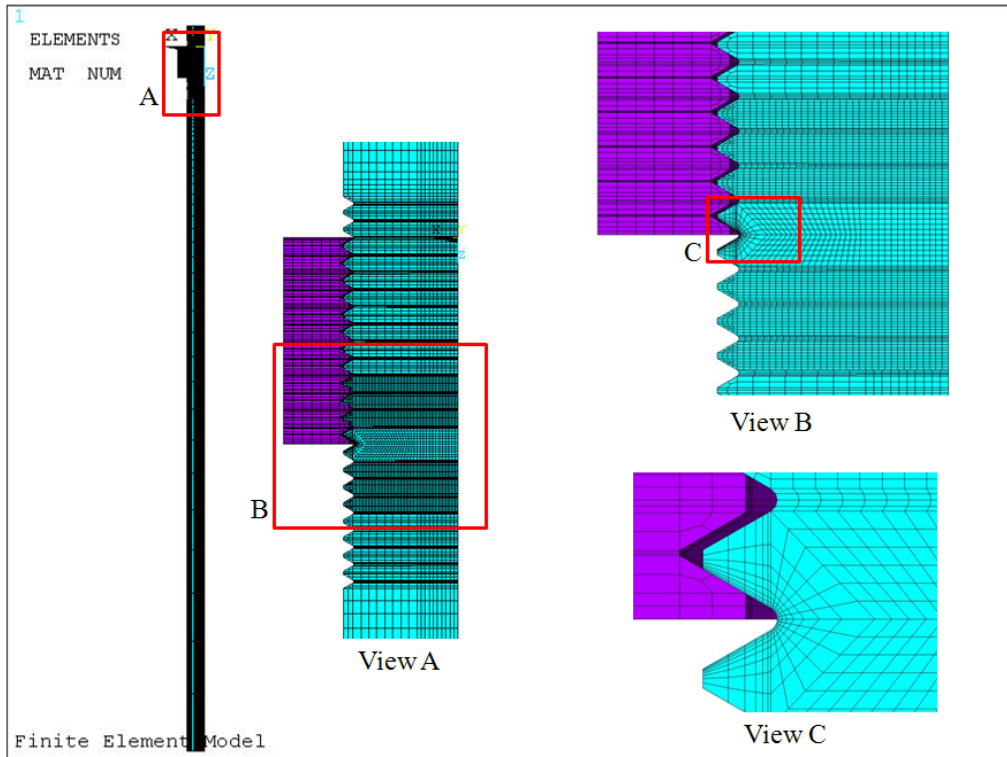 1
ELEMENTS
MAT NUM
X
Y
Z
A
X
Y
Z
B
View A
C
View B
View C
Finite Element Model